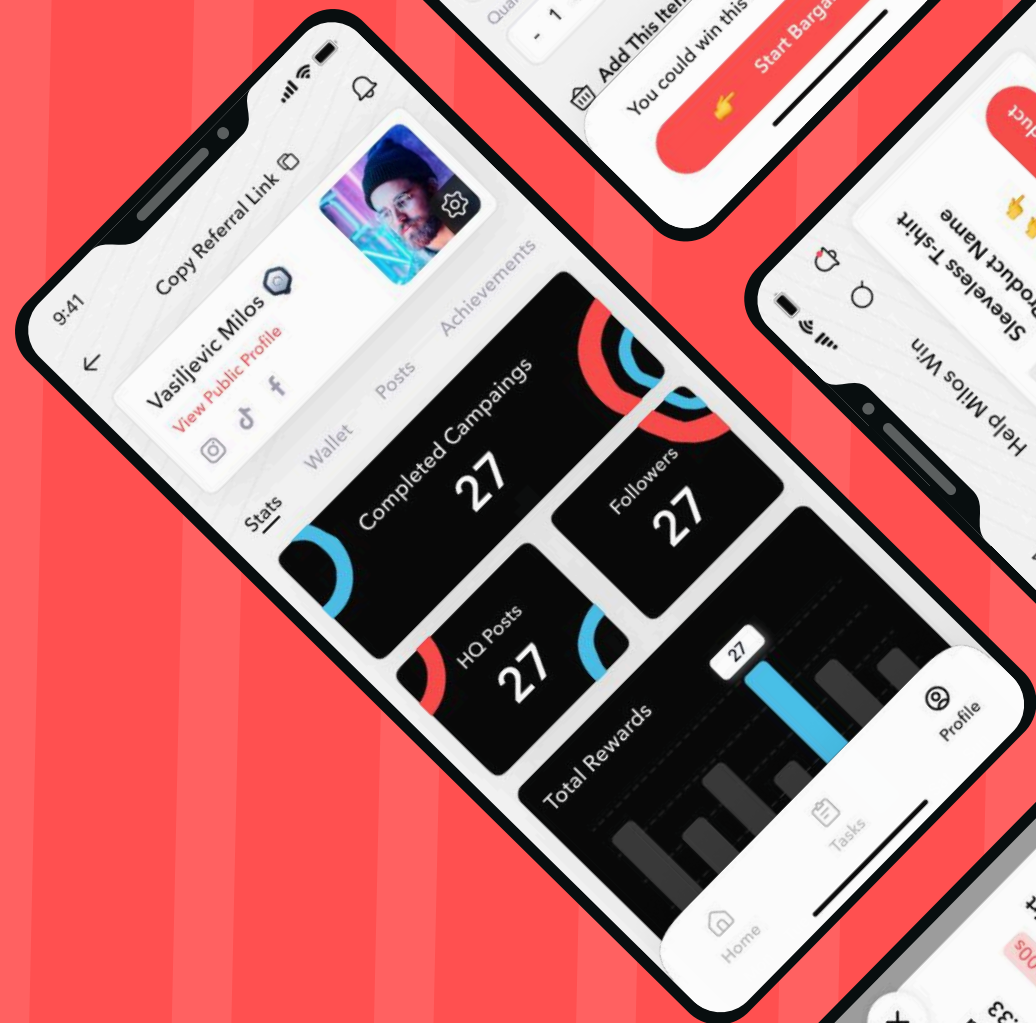 9:41
Copy Referral Link
Vasiljevic Milos
View Public Profile
Stats
Wallet
Posts
Achievements
Completed Campaings
27
HQ Posts
27
Followers
27
Total Rewards
27
Home
Tasks
Profile
-
1
Add This Item
You could win this
👉 Start Barga
Help Milos Win
Sleeveless T-shirt
Product Name